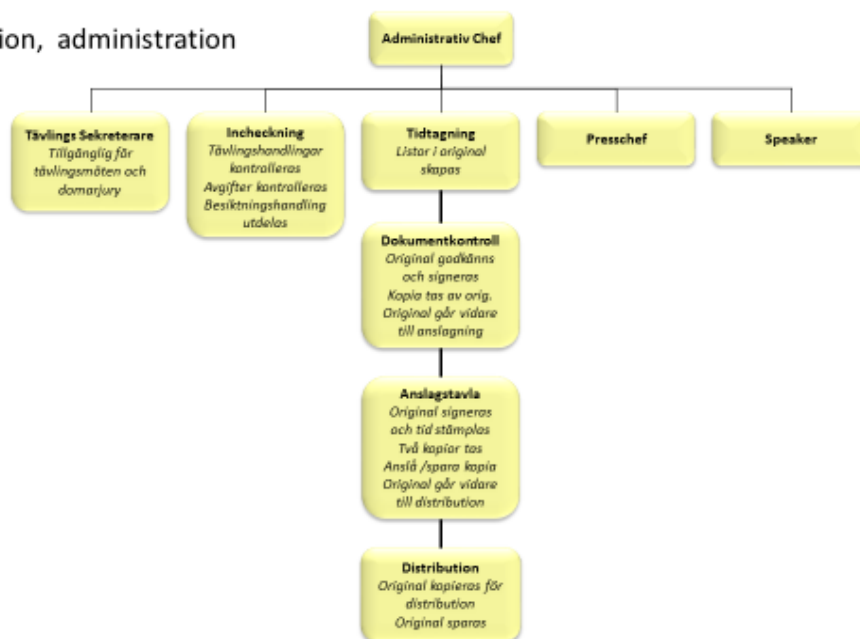 ion, administration
Administrativ Chef
Tävlings Sekreterare
Tillgänglig för
tävlingsmöten och
domarjury
Incheckning
Tävlingshandlingar
kontrolleras
Avgifter kontrolleras
Besiktningshandling
utdelas
Tidtagning
Listor i original
skapas
Presschef
Speaker
Dokumentkontroll
Original godkänns
och signeras
Kopia tas av orig.
Original går vidare
till anslagning
Anslagstavla
Original signeras
och tid stämplas
Två kopior tas
Anslå /spara kopia
Original går vidare
till distribution
Distribution
Original kopieras för
distribution
Original sparas